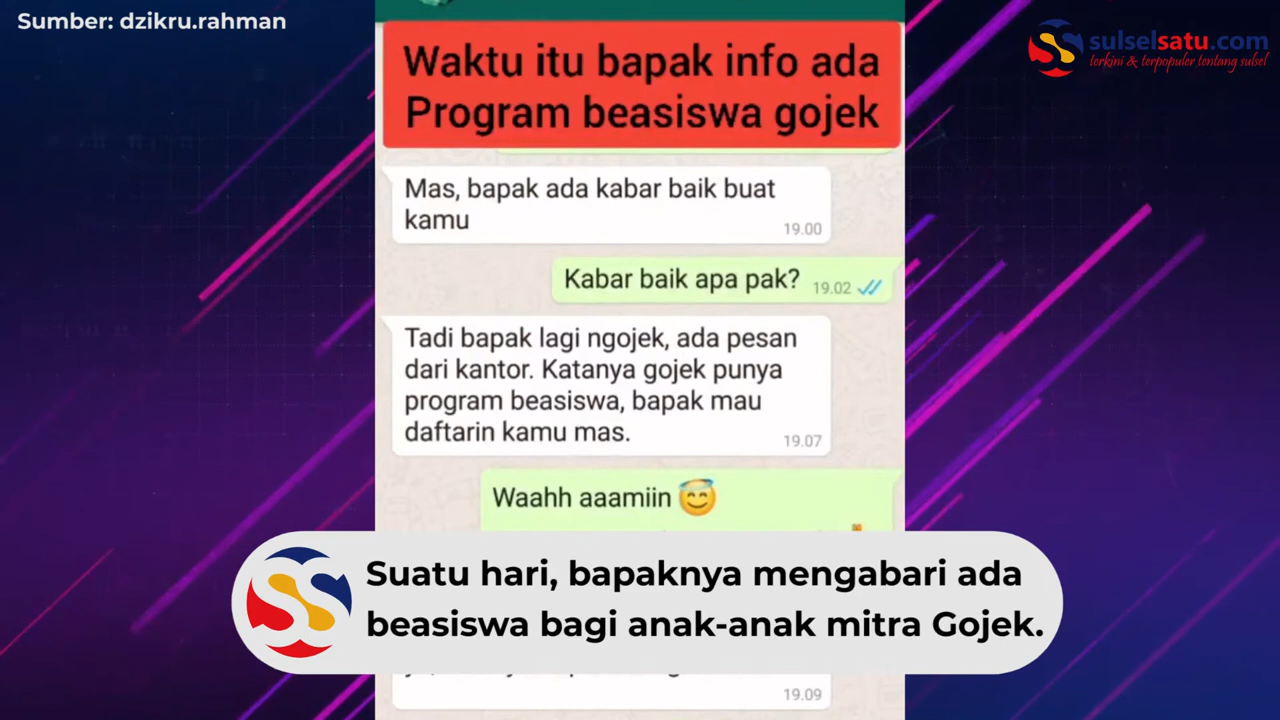 Sumber: dzikru.rahman
sulselsatu.com
terkini & terpopuler tentang sulsel
Waktu itu bapak info ada
Program beasiswa gojek
Mas, bapak ada kabar baik buat
kamu
19.00
Kabar baik apa pak?
19.02
Tadi bapak lagi ngojek, ada pesan
dari kantor. Katanya gojek punya
program beasiswa, bapak mau
daftarin kamu mas.
19.07
Waahh aaamiin 😇
Suatu hari, bapaknya mengabari ada
beasiswa bagi anak-anak mitra Gojek.
19.09